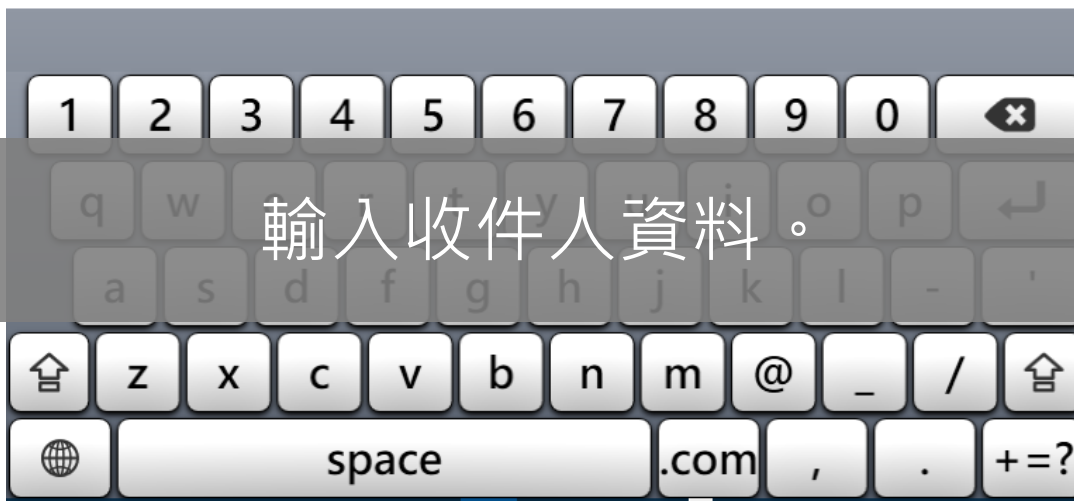 1 2 3 4 5 6 7 8 9 0
q w e r t y u i o p
輸入收件人資料。
a s d f g h j k l - '
z x c v b n m @ _ /
space .com , . +=?